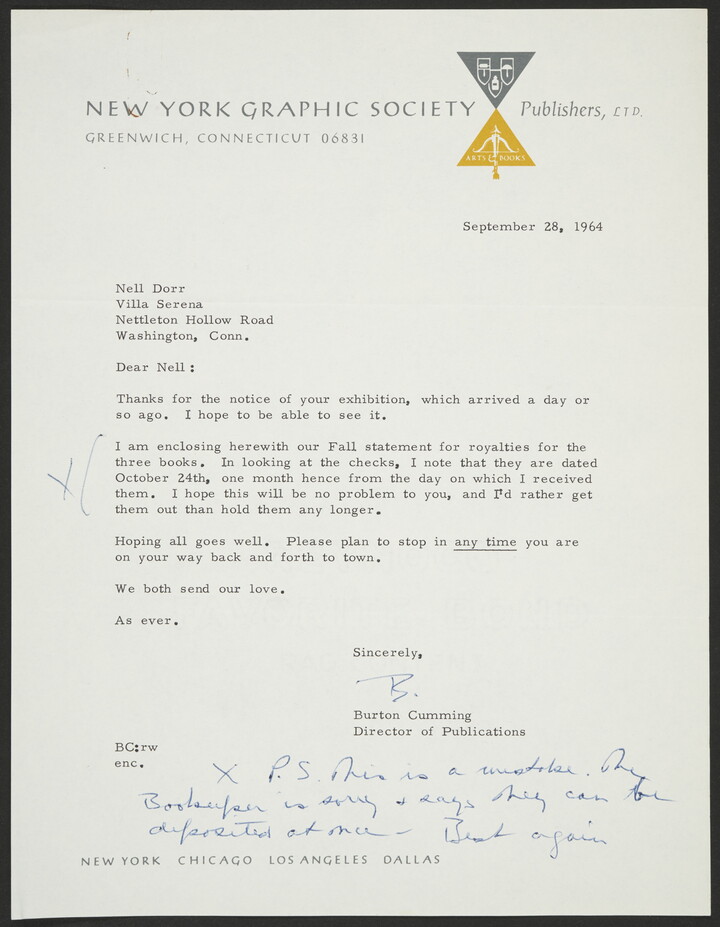 NEW YORK GRAPHIC SOCIETY Publishers, LTD.
GREENWICH, CONNECTICUT 06831
ARTS BOOKS
September 28, 1964
Nell Dorr
Villa Serena
Nettleton Hollow Road
Washington, Conn.
Dear Nell:
Thanks for the notice of your exhibition, which arrived a day or
so ago. I hope to be able to see it.
I am enclosing herewith our Fall statement for royalties for the
three books. In looking at the checks, I note that they are dated
October 24th, one month hence from the day on which I received
them. I hope this will be no problem to you, and I'd rather get
them out than hold them any longer.
X
Hoping all goes well. Please plan to stop in any time you are
on your way back and forth to town.
We both send our love.
As ever.
Sincerely,
B.
Burton Cumming
Director of Publications
BC:rw
enc.
X P.S. This is a mistake. The
Bookeeper is sorry & says they can be
deposited at once - Best again
NEW YORK CHICAGO LOS ANGELES DALLAS